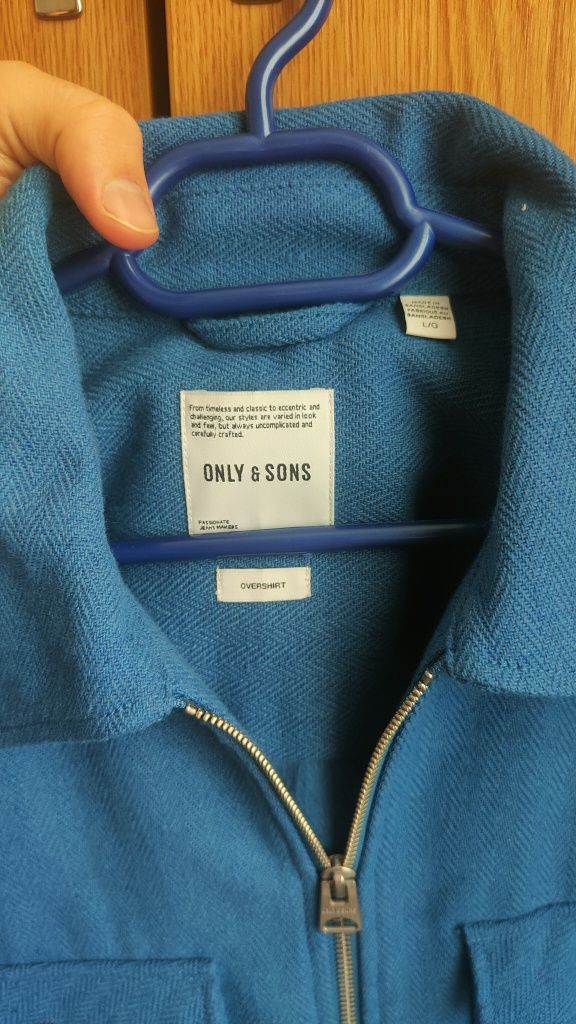 MADE IN
BANGLADESH
FABRIQUÉ AU
BANGLADESH
L/G
From timeless and classic to eccentric and
challenging, our styles are varied in look
and feel, but always uncomplicated and
carefully crafted.
ONLY & SONS
PASSIONATE
JEANS MAKERS
OVERSHIRT